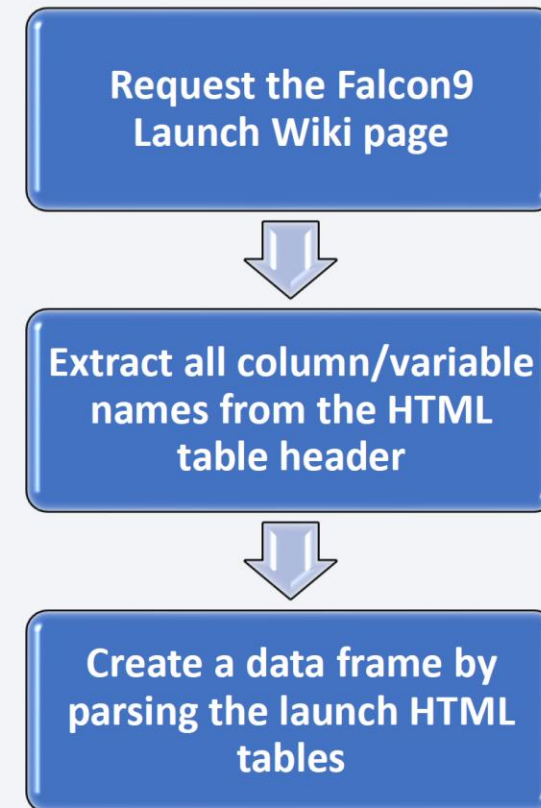 Request the Falcon9
Launch Wiki page
Extract all column/variable
names from the HTML
table header
Create a data frame by
parsing the launch HTML
tables